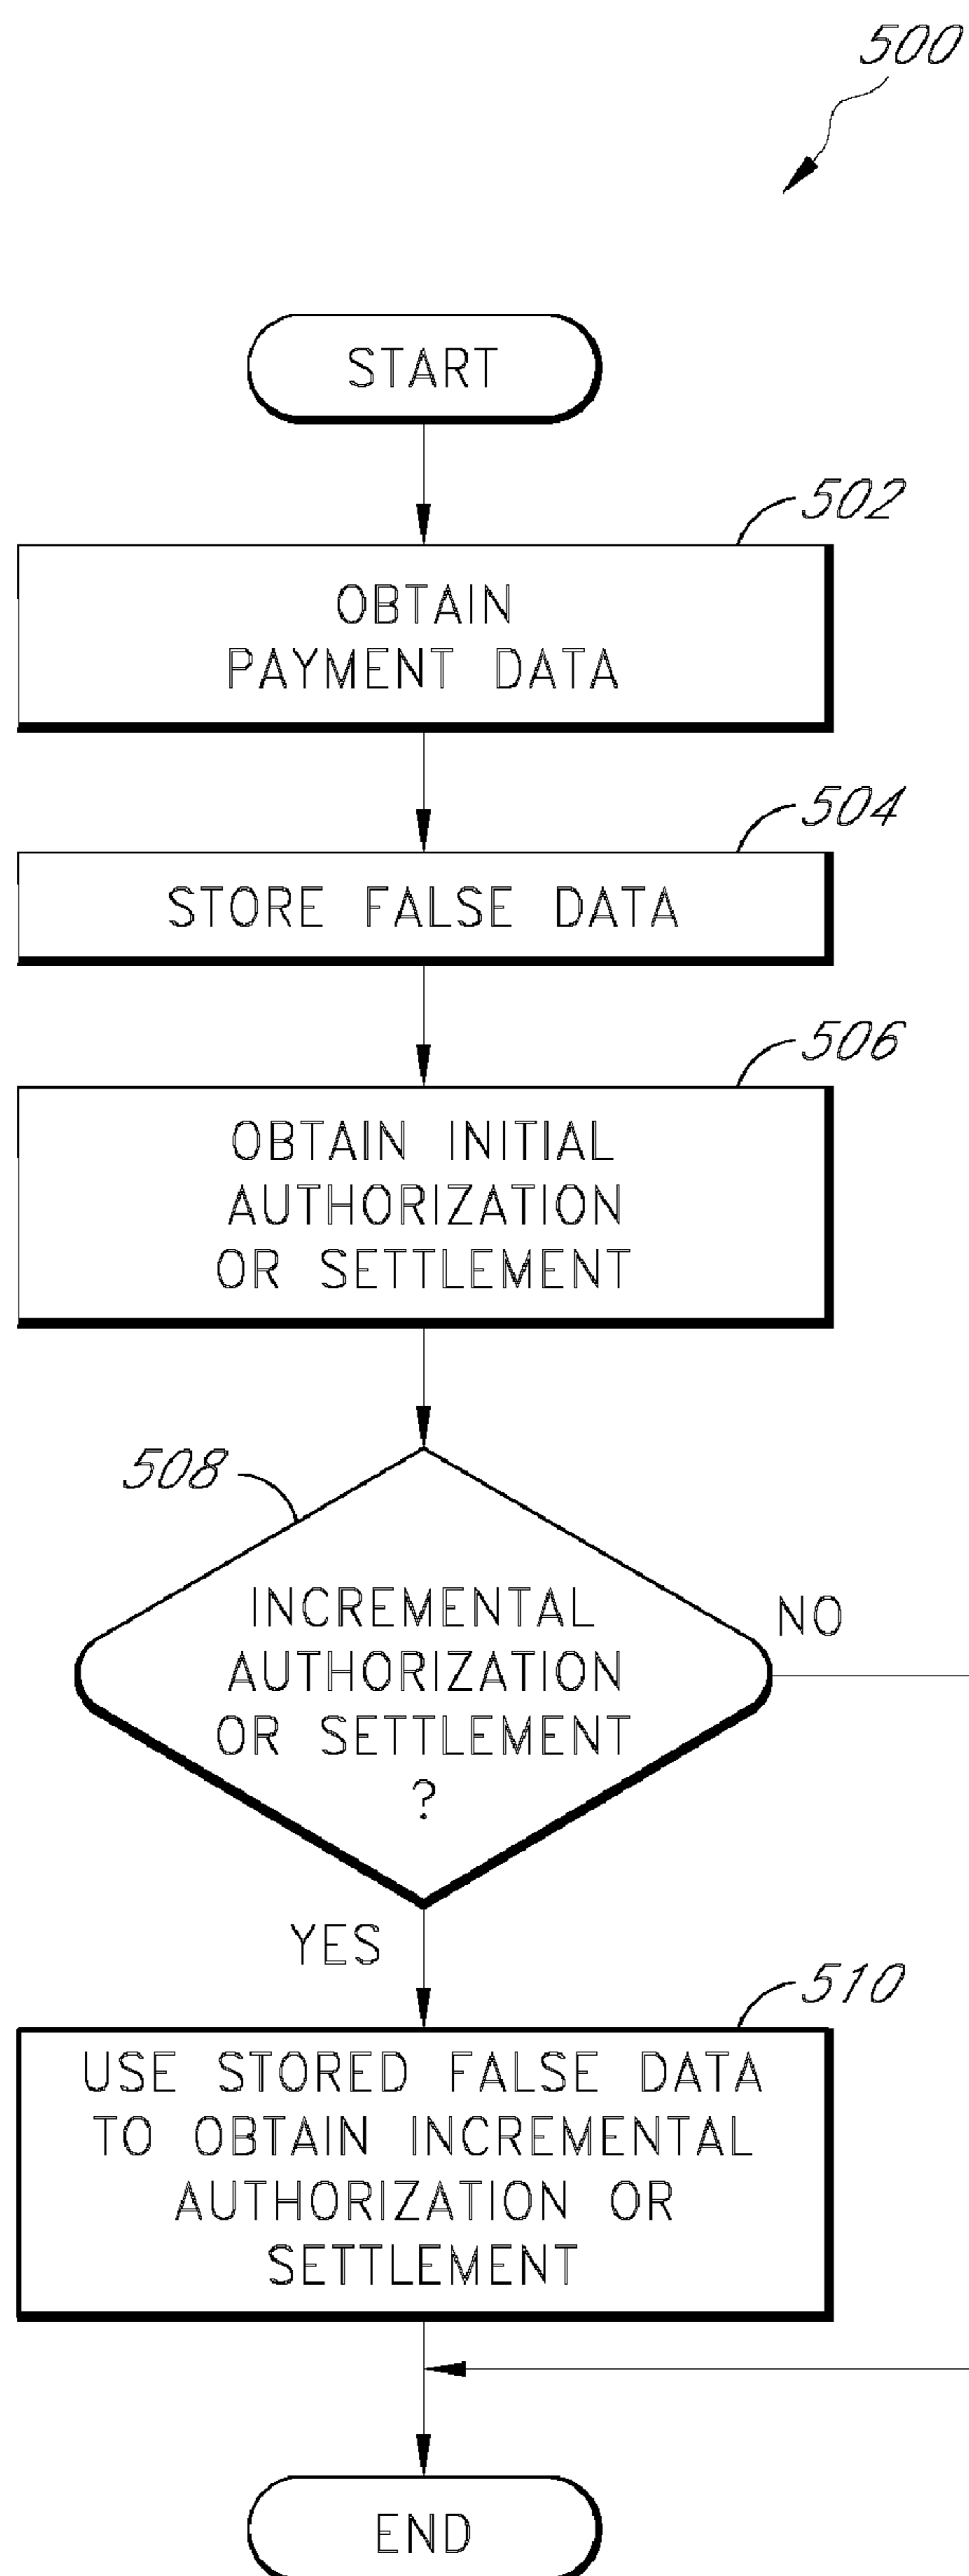 500
START
502
OBTAIN
PAYMENT DATA
504
STORE FALSE DATA
506
OBTAIN INITIAL
AUTHORIZATION
OR SETTLEMENT
508
INCREMENTAL
AUTHORIZATION
OR SETTLEMENT
?
NO
YES
510
USE STORED FALSE DATA
TO OBTAIN INCREMENTAL
AUTHORIZATION OR
SETTLEMENT
END